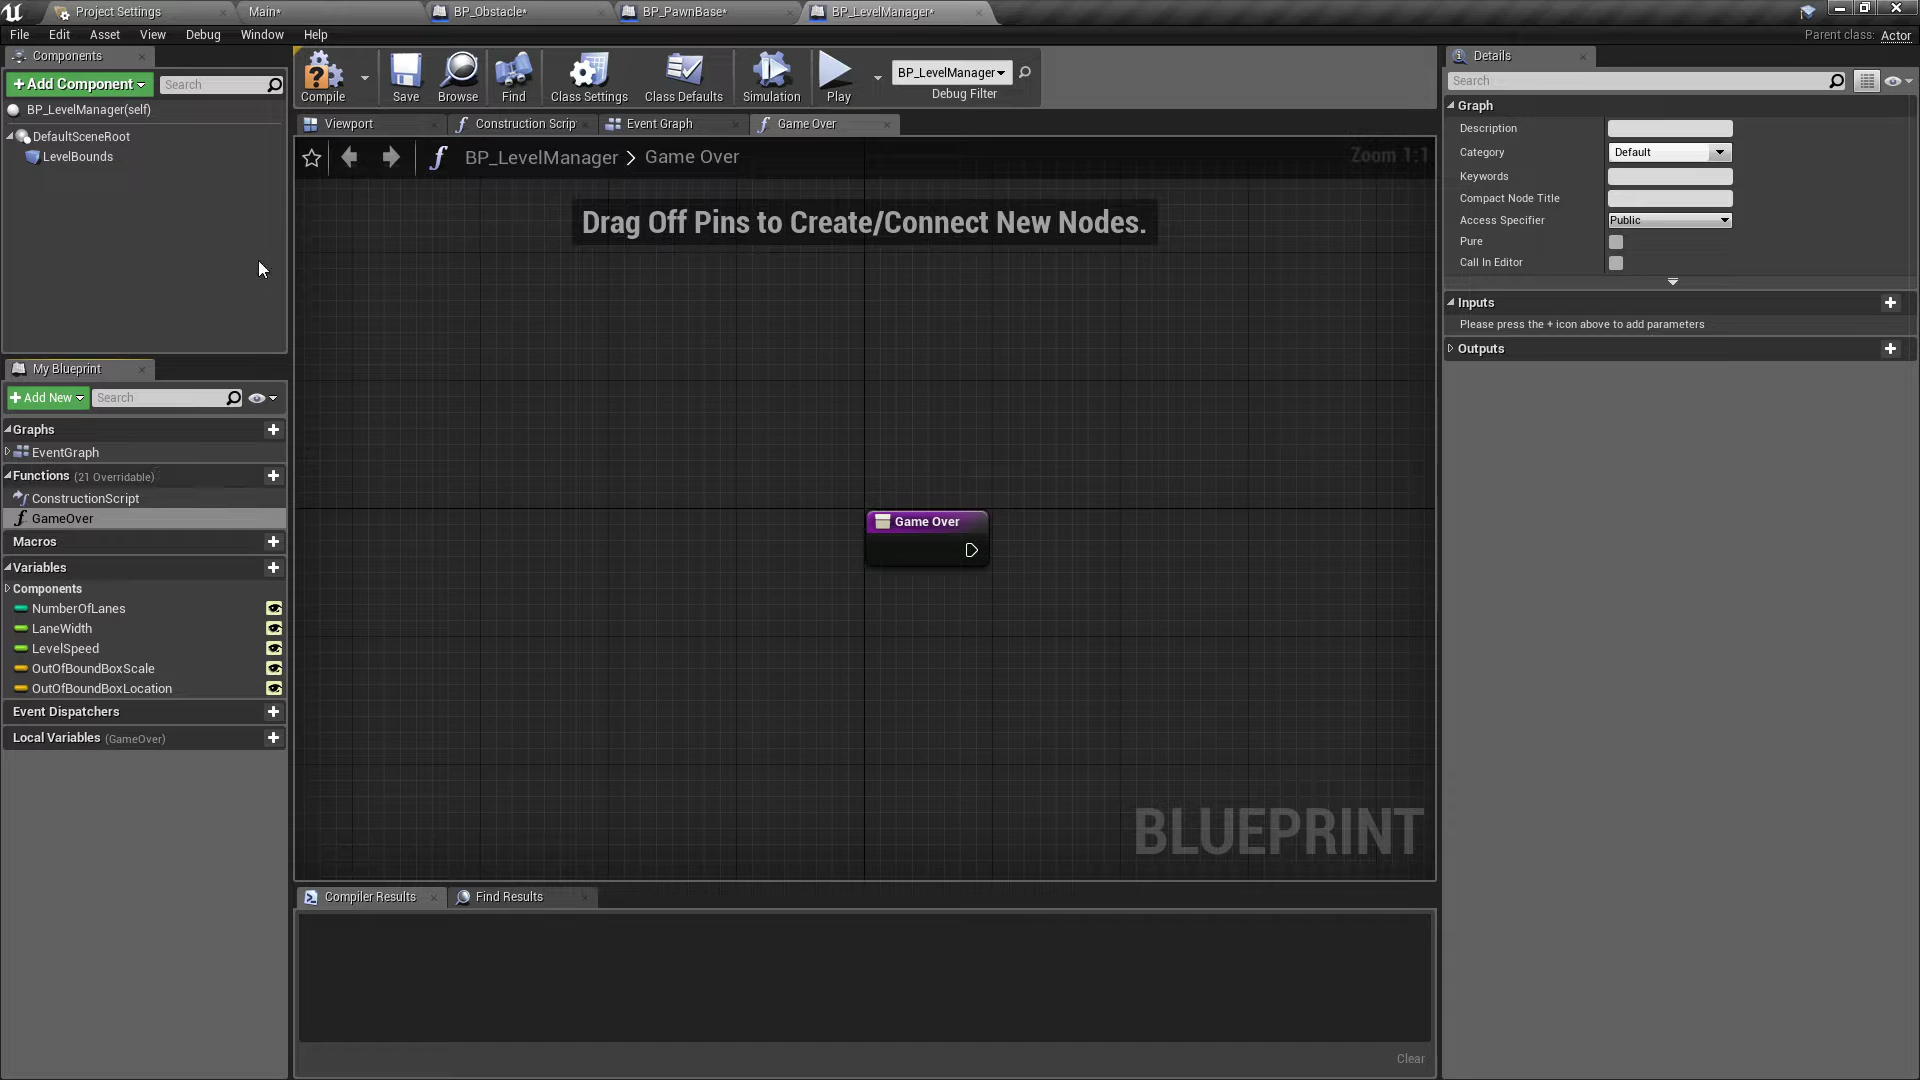 Project Settings
Main*
BP_Obstacle*
BP_PawnBase*
BP_LevelManager*
File
Edit
Asset
View
Debug
Window
Help
Parent class: Actor
Components
+Add Component
Search
BP_LevelManager(self)
DefaultSceneRoot
LevelBounds
Compile
Save
Browse
Find
Class Settings
Class Defaults
Simulation
Play
BP_LevelManager
Debug Filter
Viewport
Construction Scrip
Event Graph
Game Over
BP_LevelManager > Game Over
Zoom 1:1
Drag Off Pins to Create/Connect New Nodes.
Game Over
BLUEPRINT
My Blueprint
+Add New
Search
Graphs
EventGraph
Functions (21 Overridable)
ConstructionScript
GameOver
Macros
Variables
Components
NumberOfLanes
LaneWidth
LevelSpeed
OutOfBoundBoxScale
OutOfBoundBoxLocation
Event Dispatchers
Local Variables (GameOver)
Compiler Results
Find Results
Clear
Details
Search
Graph
Description
Category
Default
Keywords
Compact Node Title
Access Specifier
Public
Pure
Call In Editor
Inputs
Please press the + icon above to add parameters
Outputs